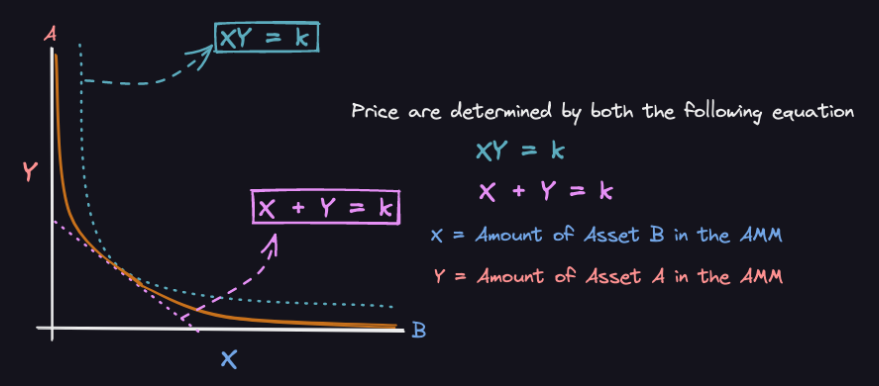 A
XY = k
Price are determined by both the following equation
XY = k
Y
X + Y = k
X + Y = k
X = Amount of Asset B in the AMM
Y = Amount of Asset A in the AMM
B
X